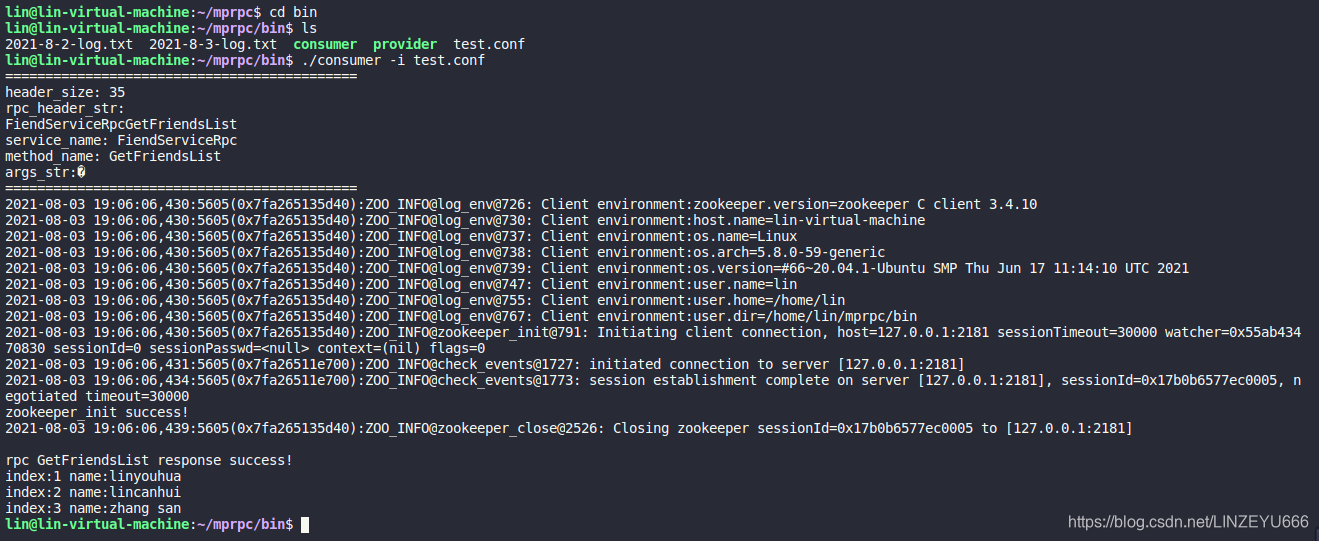 lin@lin-virtual-machine:~/mprpc$ cd bin
lin@lin-virtual-machine:~/mprpc/bin$ ls
2021-8-2-log.txt  2021-8-3-log.txt  consumer  provider  test.conf
lin@lin-virtual-machine:~/mprpc/bin$ ./consumer -i test.conf
============================================
header_size: 35
rpc_header_str:
FiendServiceRpcGetFriendsList
service_name: FiendServiceRpc
method_name: GetFriendsList
args_str:�
============================================
2021-08-03 19:06:06,430:5605(0x7fa265135d40):ZOO_INFO@log_env@726: Client environment:zookeeper.version=zookeeper C client 3.4.10
2021-08-03 19:06:06,430:5605(0x7fa265135d40):ZOO_INFO@log_env@730: Client environment:host.name=lin-virtual-machine
2021-08-03 19:06:06,430:5605(0x7fa265135d40):ZOO_INFO@log_env@737: Client environment:os.name=Linux
2021-08-03 19:06:06,430:5605(0x7fa265135d40):ZOO_INFO@log_env@738: Client environment:os.arch=5.8.0-59-generic
2021-08-03 19:06:06,430:5605(0x7fa265135d40):ZOO_INFO@log_env@739: Client environment:os.version=#66~20.04.1-Ubuntu SMP Thu Jun 17 11:14:10 UTC 2021
2021-08-03 19:06:06,430:5605(0x7fa265135d40):ZOO_INFO@log_env@747: Client environment:user.name=lin
2021-08-03 19:06:06,430:5605(0x7fa265135d40):ZOO_INFO@log_env@755: Client environment:user.home=/home/lin
2021-08-03 19:06:06,430:5605(0x7fa265135d40):ZOO_INFO@log_env@767: Client environment:user.dir=/home/lin/mprpc/bin
2021-08-03 19:06:06,430:5605(0x7fa265135d40):ZOO_INFO@zookeeper_init@791: Initiating client connection, host=127.0.0.1:2181 sessionTimeout=30000 watcher=0x55ab434
70830 sessionId=0 sessionPasswd=<null> context=(nil) flags=0
2021-08-03 19:06:06,431:5605(0x7fa26511e700):ZOO_INFO@check_events@1727: initiated connection to server [127.0.0.1:2181]
2021-08-03 19:06:06,434:5605(0x7fa26511e700):ZOO_INFO@check_events@1773: session establishment complete on server [127.0.0.1:2181], sessionId=0x17b0b6577ec0005, n
egotiated timeout=30000
zookeeper_init success!
2021-08-03 19:06:06,439:5605(0x7fa265135d40):ZOO_INFO@zookeeper_close@2526: Closing zookeeper sessionId=0x17b0b6577ec0005 to [127.0.0.1:2181]
rpc GetFriendsList response success!
index:1 name:linyouhua
index:2 name:lincanhui
index:3 name:zhang san
lin@lin-virtual-machine:~/mprpc/bin$
https://blog.csdn.net/LINZEYU666